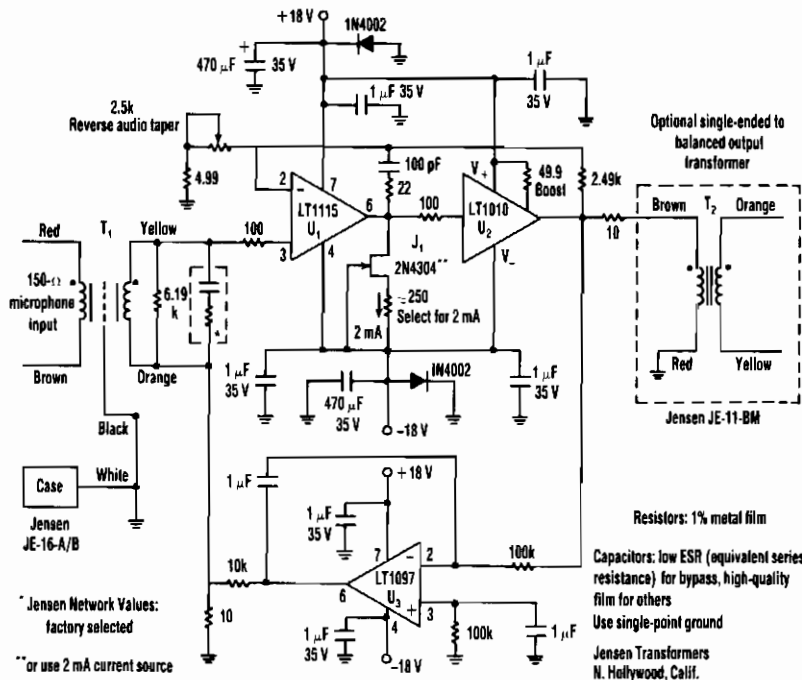 +18 V
1N4002
470 μF
+
35 V
1 μF 35 V
1 μF
35 V
2.5k
Reverse audio taper
Optional single-ended to
balanced output
transformer
4.99
100 pF
22
V+
49.9
Boost
2.49k
2
−
7
6
LT1115
U1
3
4
100
LT1010
U2
V−
10
Brown
T2
Orange
Red
Yellow
Jensen JE-11-BM
Red
T1
Yellow
100
150-Ω
microphone
input
6.19
k
*
Brown
Orange
J1
2N4304**
≈250
Select for 2 mA
2 mA
1 μF
35 V
470 μF
35 V
IN4002
1 μF
35 V
−18 V
Black
White
Case
Jensen
JE-16-A/B
1 μF
+18 V
1 μF
35 V
7
−
2
100k
LT1097
U3
6
+
3
4
10k
10
100k
1 μF
1 μF
35 V
−18 V
Resistors: 1% metal film
Capacitors: low ESR (equivalent series
resistance) for bypass, high-quality
film for others
Use single-point ground
Jensen Transformers
N. Hollywood, Calif.
*Jensen Network Values:
factory selected
**or use 2 mA current source